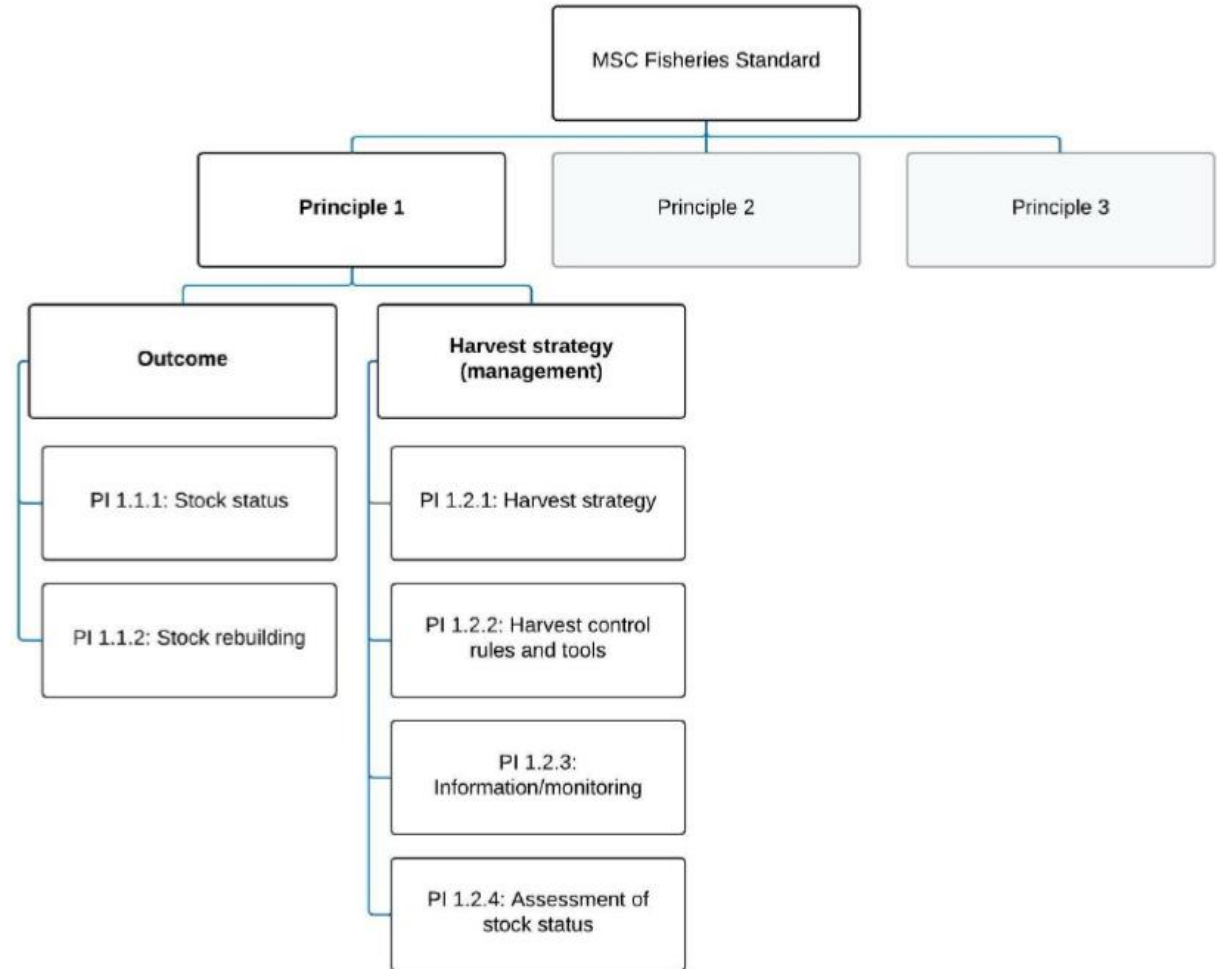 MSC Fisheries Standard
Principle 1
Principle 2
Principle 3
Outcome
Harvest strategy
(management)
PI 1.1.1: Stock status
PI 1.2.1: Harvest strategy
PI 1.1.2: Stock rebuilding
PI 1.2.2: Harvest control
rules and tools
PI 1.2.3:
Information/monitoring
PI 1.2.4: Assessment of
stock status